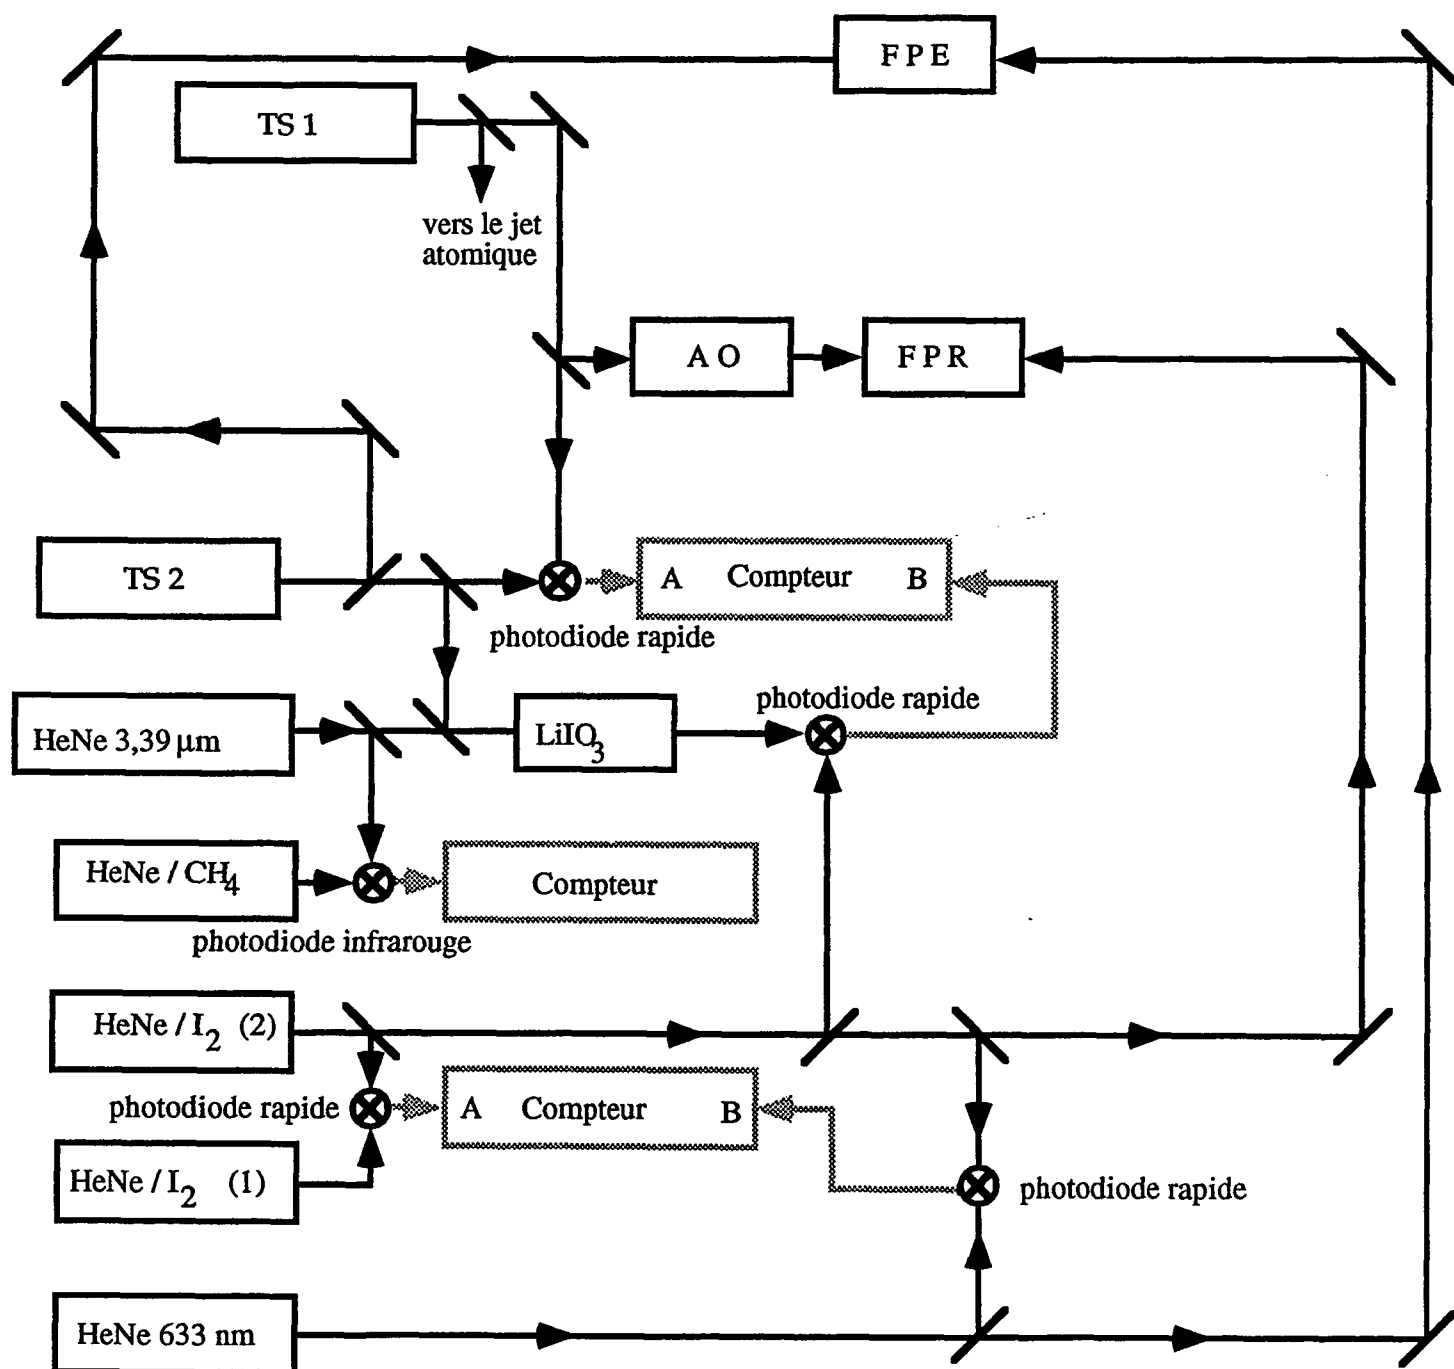 FPE
TS 1
vers le jet
atomique
AO
FPR
TS 2
A Compteur B
photodiode rapide
photodiode rapide
HeNe 3,39 µm
LiIO3
HeNe / CH4
Compteur
photodiode infrarouge
HeNe / I2 (2)
photodiode rapide
A Compteur B
HeNe / I2 (1)
photodiode rapide
HeNe 633 nm